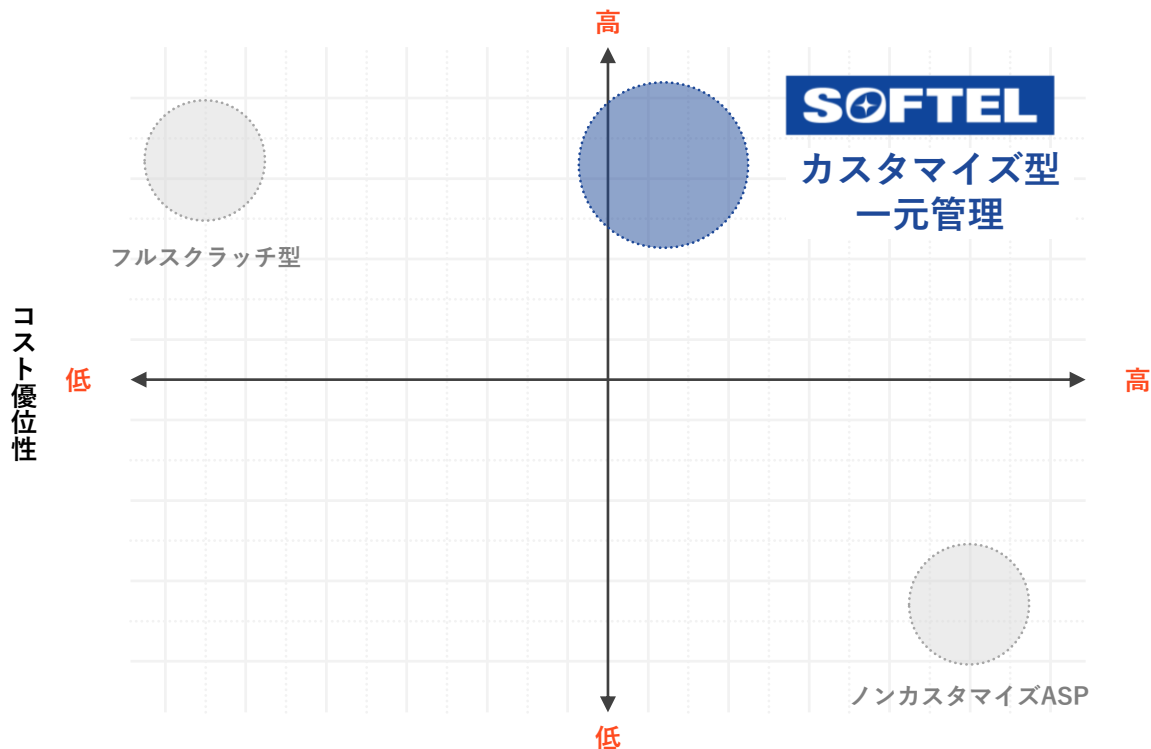 高
SOFTEL
カスタマイズ型
一元管理
フルスクラッチ型
コスト優位性
低
高
ノンカスタマイズASP
低